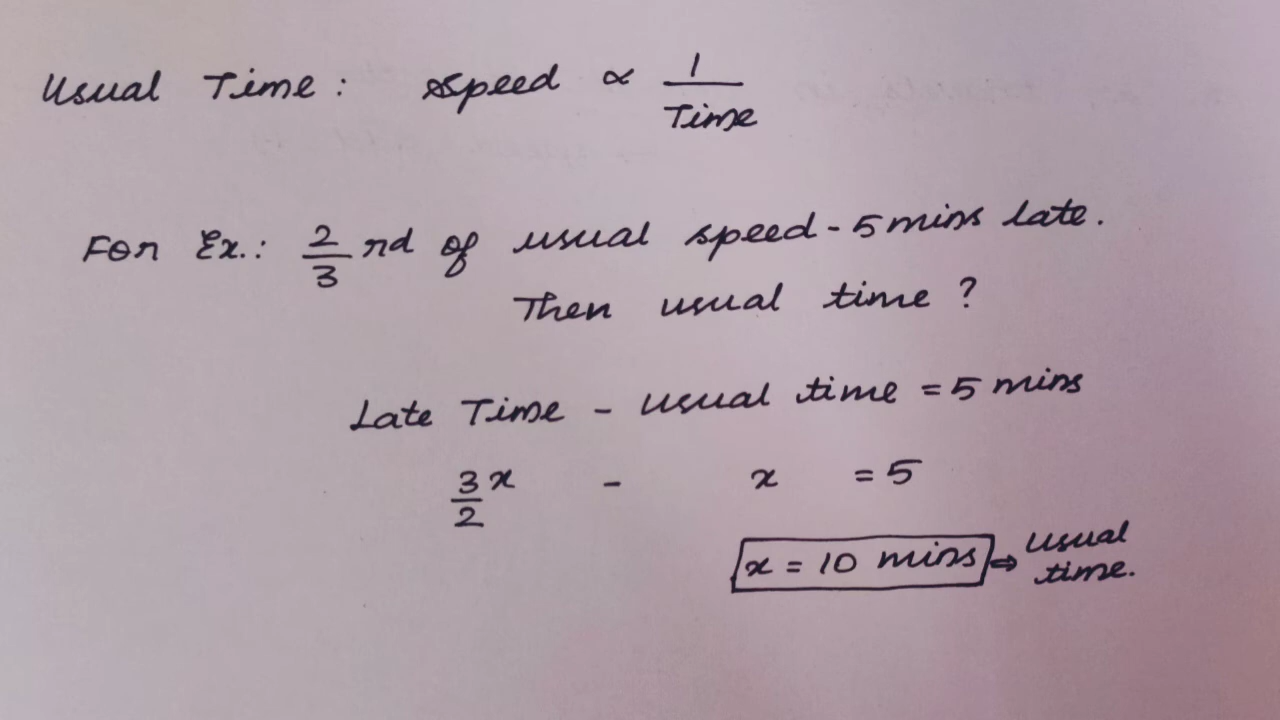 Usual Time : Speed ∝ 1/Time
For Ex.: 2/3 rd of usual speed - 5 mins late.
Then usual time ?
Late Time - usual time = 5 mins
3/2 x - x = 5
x = 10 mins ⇒ usual time.